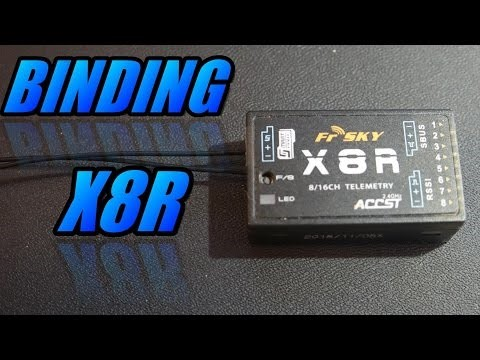 BINDING
X8R
FrSKY
X8R
8/16CH TELEMETRY
ACCST
2.4GHz
F/S
LED
SBUS
RSSI
1
2
3
4
5
6
7
8